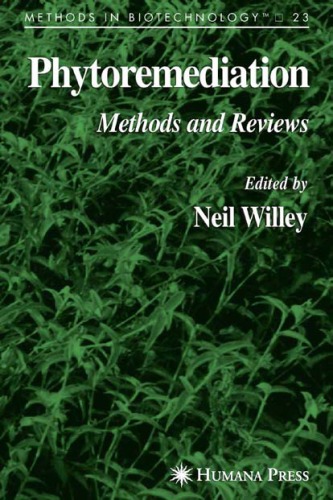 METHODS IN BIOTECHNOLOGY™ □ 23
Phytoremediation
Methods and Reviews
Edited by
Neil Willey
HUMANA PRESS